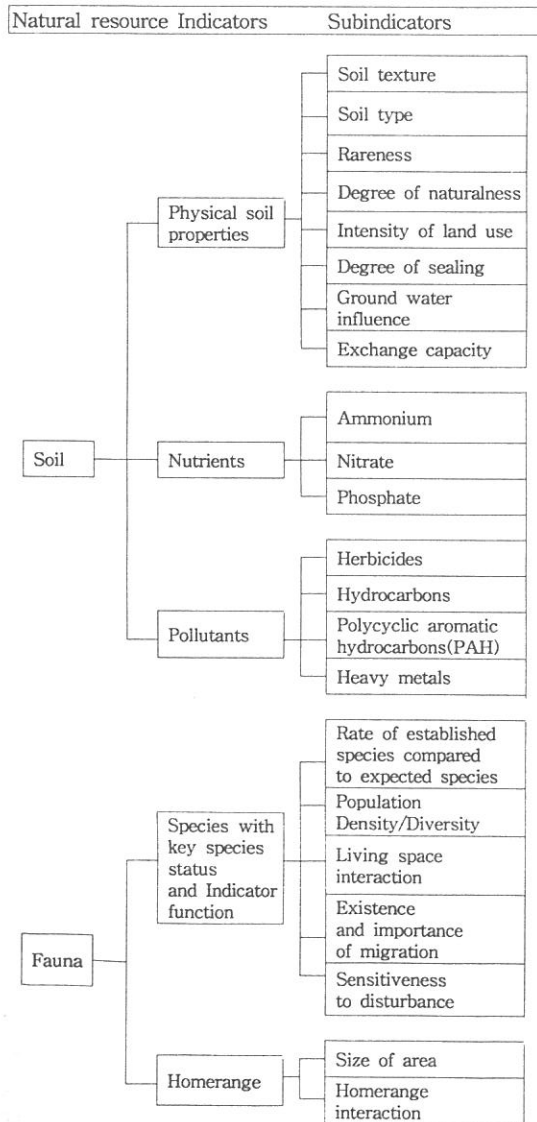 Natural resource Indicators Subindicators
Soil texture
Soil type
Rareness
Degree of naturalness
Physical soil
properties
Intensity of land use
Degree of sealing
Ground water
influence
Exchange capacity
Ammonium
Soil
Nutrients
Nitrate
Phosphate
Herbicides
Hydrocarbons
Pollutants
Polycyclic aromatic
hydrocarbons(PAH)
Heavy metals
Rate of established
species compared
to expected species
Population
Density/Diversity
Species with
key species
status
and Indicator
function
Living space
interaction
Existence
and importance
of migration
Fauna
Sensitiveness
to disturbance
Size of area
Homerange
Homerange
interaction